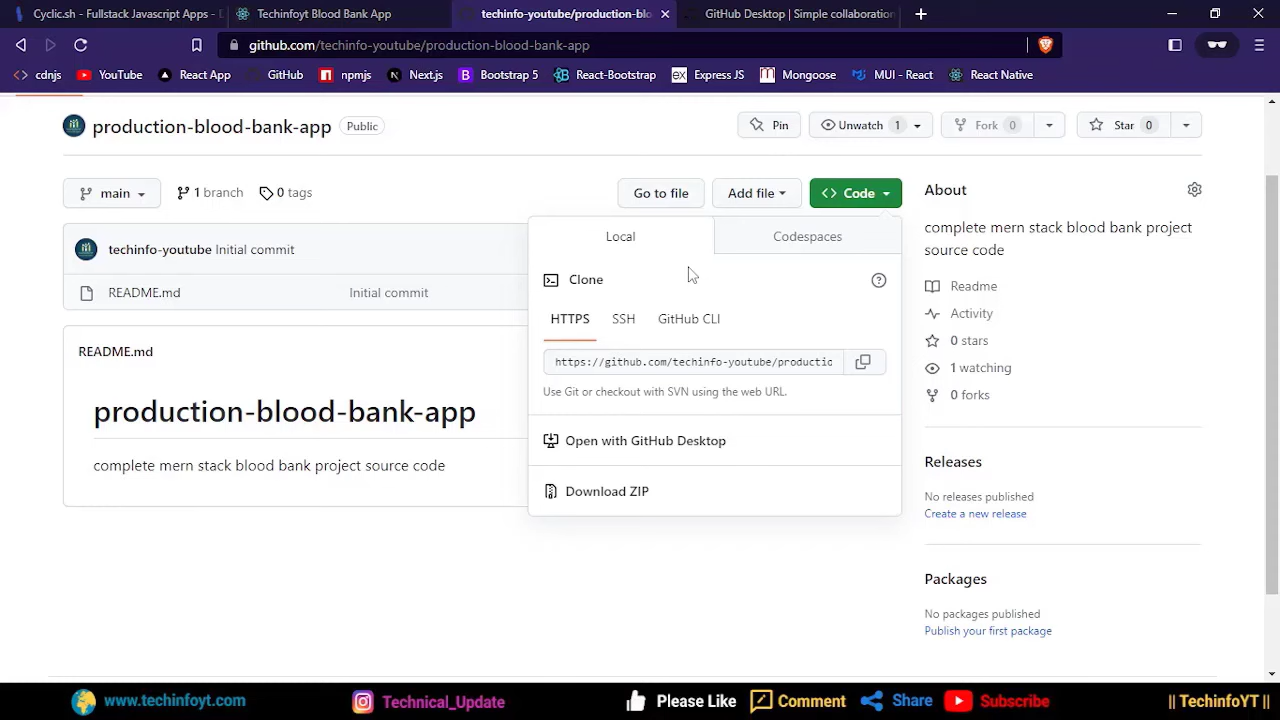 Cyclic.sh - Fullstack Javascript Apps -
Techinfoyt Blood Bank App
techinfo-youtube/production-blo
GitHub Desktop | Simple collaboration
github.com/techinfo-youtube/production-blood-bank-app
cdnjs
YouTube
React App
GitHub
npmjs
Next.js
Bootstrap 5
React-Bootstrap
ex Express JS
Mongoose
MUI - React
React Native
production-blood-bank-app Public
Pin
Unwatch 1
Fork 0
Star 0
main
1 branch
0 tags
Go to file
Add file
<> Code
About
complete mern stack blood bank project
source code
techinfo-youtube Initial commit
README.md Initial commit
Local
Codespaces
Clone
HTTPS
SSH
GitHub CLI
https://github.com/techinfo-youtube/productio
Use Git or checkout with SVN using the web URL.
Open with GitHub Desktop
Download ZIP
README.md
production-blood-bank-app
complete mern stack blood bank project source code
Readme
Activity
0 stars
1 watching
0 forks
Releases
No releases published
Create a new release
Packages
No packages published
Publish your first package
www.techinfoyt.com
Technical_Update
Please Like
Comment
Share
Subscribe
|| TechinfoYT ||